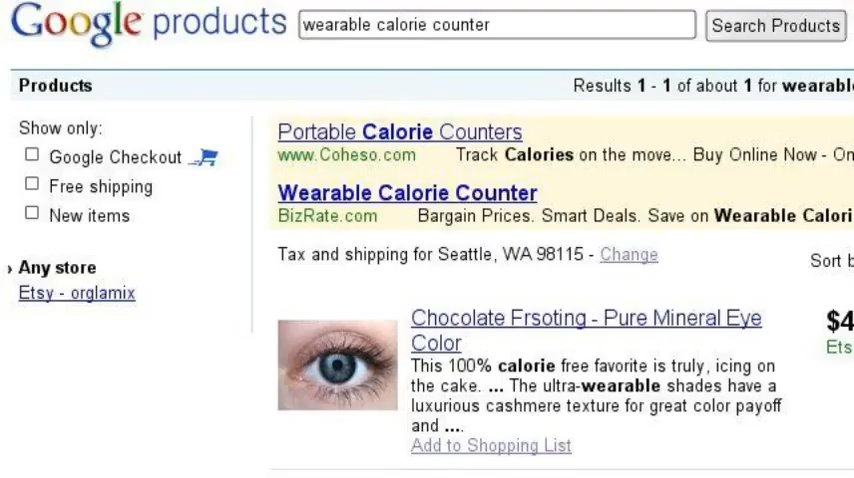 Google products
wearable calorie counter
Search Products
Products
Results 1 - 1 of about 1 for wearable
Show only:
Google Checkout
Free shipping
New items
Any store
Etsy - orglamix
Portable Calorie Counters
www.Coheso.com Track Calories on the move... Buy Online Now - On
Wearable Calorie Counter
BizRate.com Bargain Prices. Smart Deals. Save on Wearable Calori
Tax and shipping for Seattle, WA 98115 - Change
Sort b
Chocolate Frsoting - Pure Mineral Eye
Color
This 100% calorie free favorite is truly, icing on
the cake. ... The ultra-wearable shades have a
luxurious cashmere texture for great color payoff
and ....
Add to Shopping List
$4
Ets